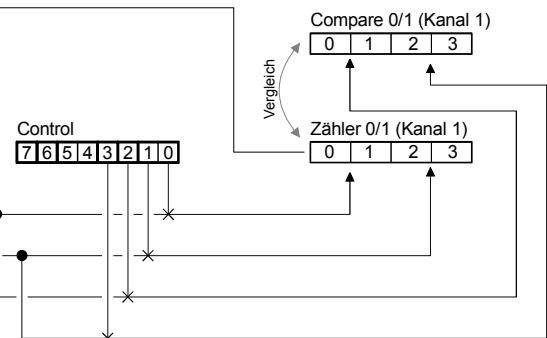 Compare 0/1 (Kanal 1)
0 1 2 3
Vergleich
Control
7 6 5 4 3 2 1 0
Zähler 0/1 (Kanal 1)
0 1 2 3